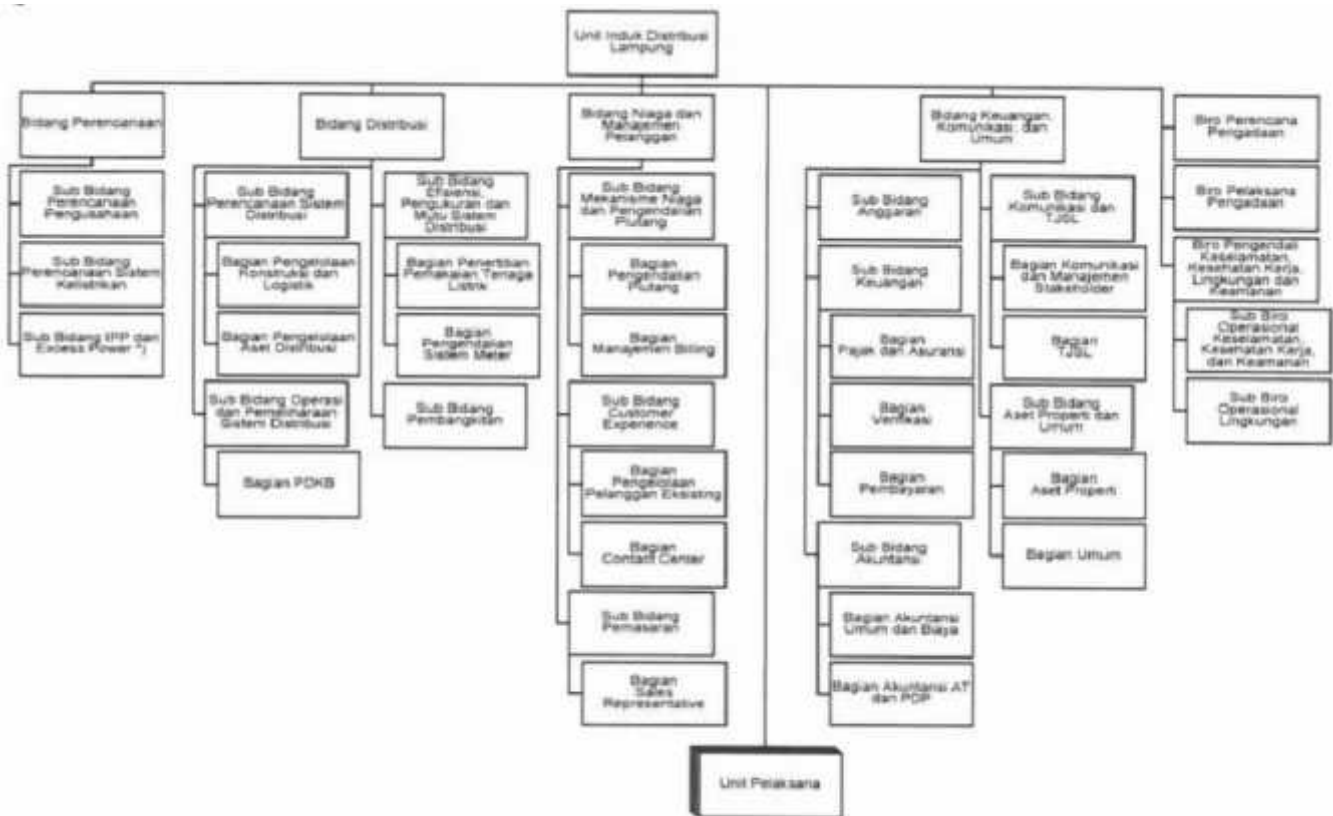 Unit Induk Distribusi
Lampung
Bidang Perencanaan
Sub Bidang
Perencanaan
Pengusahaan
Sub Bidang
Perencanaan Sistem
Kelistrikan
Sub Bidang IPP dan
Excess Power *)
Bidang Distribusi
Sub Bidang
Perencanaan Sistem
Distribusi
Bagian Pengelolaan
Konstruksi dan
Logistik
Bagian Pengelolaan
Aset Distribusi
Sub Bidang Operasi
dan Pemeliharaan
Sistem Distribusi
Bagian PDKB
Sub Bidang
Efisiensi,
Pengukuran dan
Mutu Sistem
Distribusi
Bagian Penertiban
Pemakaian Tenaga
Listrik
Bagian
Pengendalian
Sistem Meter
Sub Bidang
Pembangkitan
Bidang Niaga dan
Manajemen
Pelanggan
Sub Bidang
Mekanisme Niaga
dan Pengendalian
Piutang
Bagian
Pengendalian
Piutang
Bagian
Manajemen Billing
Sub Bidang
Customer
Experience
Bagian
Pengelolaan
Pelanggan Eksisting
Bagian
Contact Center
Sub Bidang
Pemasaran
Bagian
Sales
Representative
Bidang Keuangan,
Komunikasi, dan
Umum
Sub Bidang
Anggaran
Sub Bidang
Keuangan
Bagian
Pajak dan Asuransi
Bagian
Verifikasi
Bagian
Pembayaran
Sub Bidang
Akuntansi
Bagian Akuntansi
Umum dan Biaya
Bagian Akuntansi AT
dan PDP
Sub Bidang
Komunikasi dan
TJSL
Bagian Komunikasi
dan Manajemen
Stakeholder
Bagian
TJSL
Sub Bidang
Aset Properti dan
Umum
Bagian
Aset Properti
Bagian Umum
Biro Perencana
Pengadaan
Biro Pelaksana
Pengadaan
Biro Pengendali
Keselamatan,
Kesehatan Kerja,
Lingkungan dan
Keamanan
Sub Biro
Operasional
Keselamatan,
Kesehatan Kerja,
dan Keamanan
Sub Biro
Operasional
Lingkungan
Unit Pelaksana